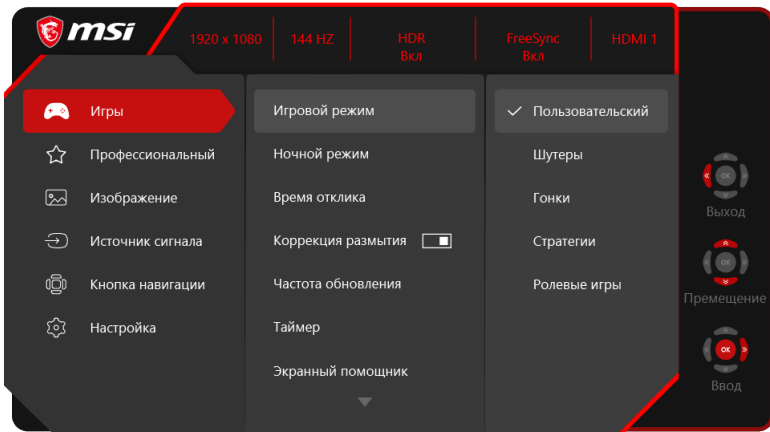 msi
1920 x 1080 144 HZ HDR Вкл FreeSync Вкл HDMI 1
Игры
Профессиональный
Изображение
Источник сигнала
Кнопка навигации
Настройка
Игровой режим
Ночной режим
Время отклика
Коррекция размытия
Частота обновления
Таймер
Экранный помощник
Пользовательский
Шутеры
Гонки
Стратегии
Ролевые игры
OK
Выход
OK
Премещение
OK
Ввод